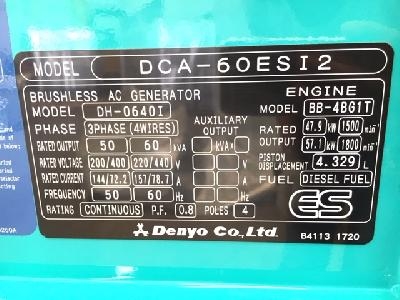 MODEL DCA-60ESI2
BRUSHLESS AC GENERATOR ENGINE
MODEL DH-0640I MODEL BB-4BG1T
PHASE 3PHASE (4WIRES) AUXILIARY OUTPUT RATED OUTPUT 47.9 kW 1500 min⁻¹
RATED OUTPUT 50 60 kVA kVA× 57.1 kW 1800 min⁻¹
RATED VOLTAGE 200/400 220/440 V V PISTON DISPLACEMENT 4.329 L
RATED CURRENT 144/72.2 157/78.7 A A FUEL DIESEL FUEL
FREQUENCY 50 60 Hz Hz
RATING CONTINUOUS P.F. 0.8 POLES 4 ES
Denyo Co., Ltd. B4113 1720